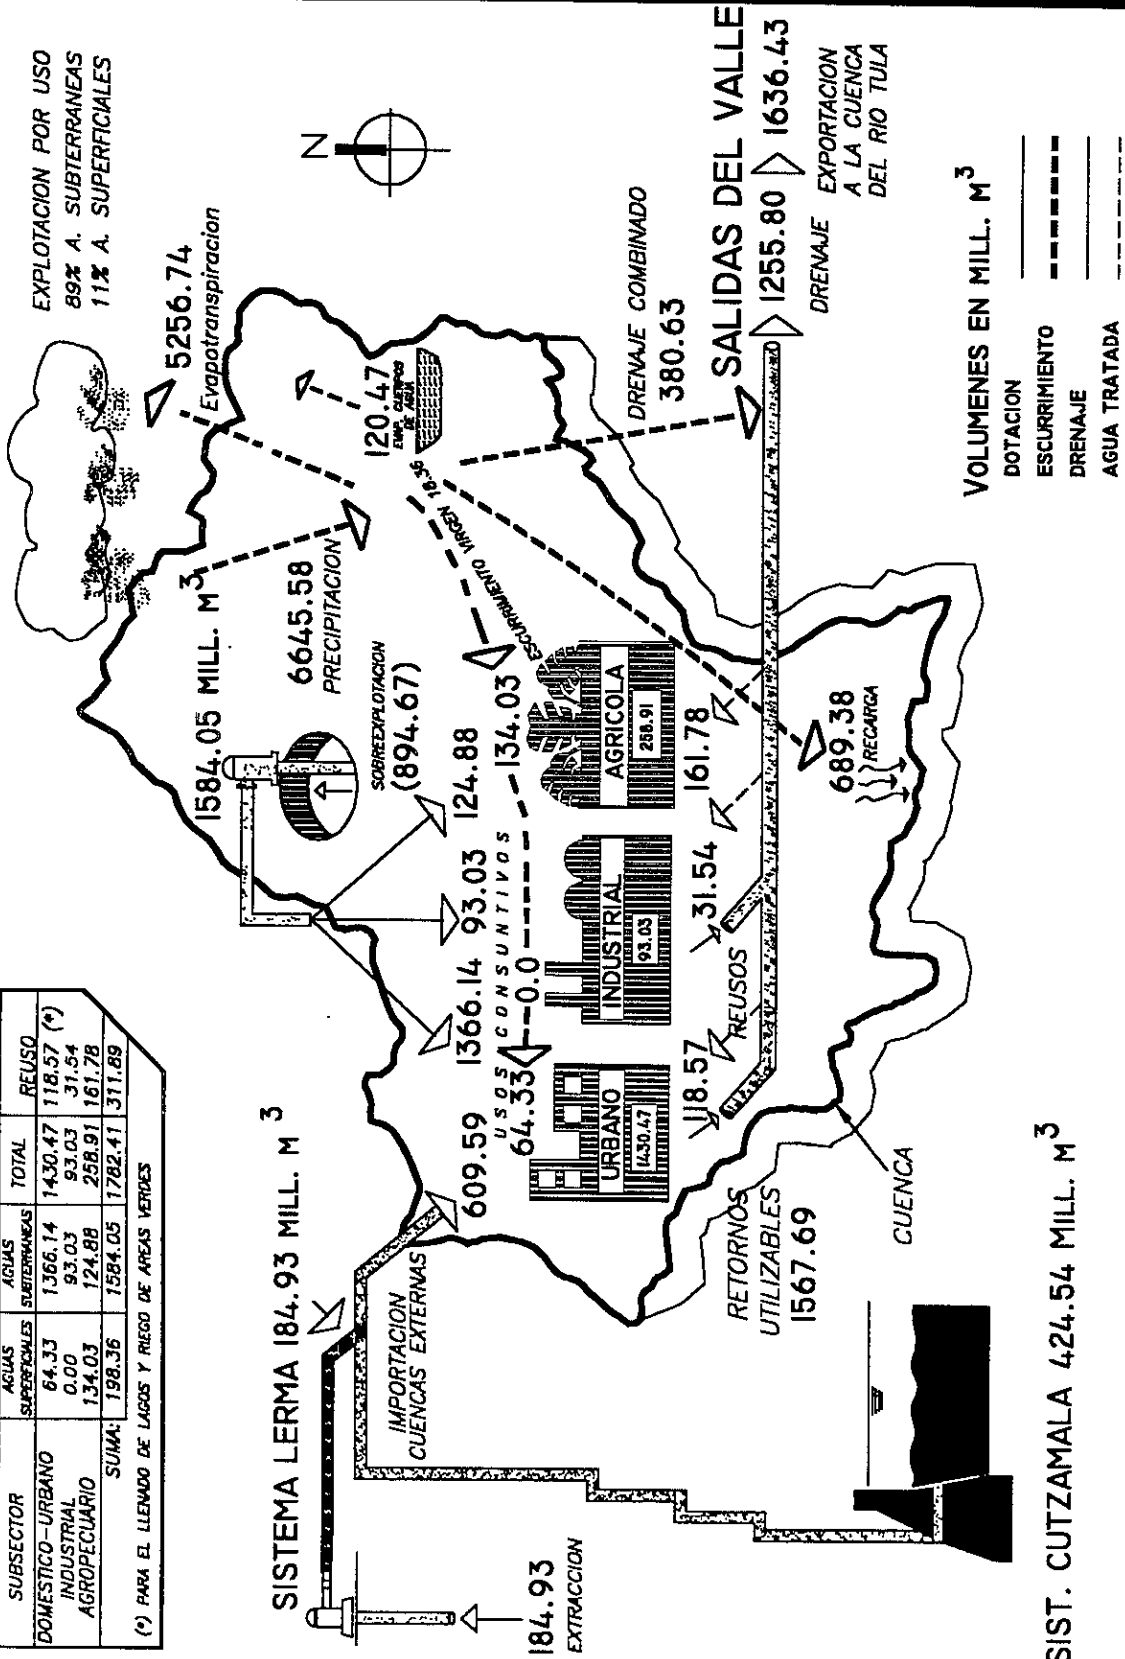 SUBSECTOR	AGUAS SUPERFICIALES	AGUAS SUBTERRANEAS	TOTAL	REUSO
DOMESTICO-URBANO	64.33	1366.14	1430.47	118.57 (*)
INDUSTRIAL	0.00	93.03	93.03	31.54
AGROPECUARIO	134.03	124.88	258.91	161.78
SUMA:	198.36	1584.05	1782.41	311.89
(*) PARA EL LLENADO DE LAGOS Y RIEGO DE AREAS VERDES
EXPLOTACION POR USO
89% A. SUBTERRANEAS
11% A. SUPERFICIALES
N
5256.74
Evapotranspiracion
1584.05 MILL. M3
6645.58
PRECIPITACION
120.47
EVAP. CUERPOS
DE AGUA
SOBREEXPLOTACION
(894.67)
SISTEMA LERMA 184.93 MILL. M3
IMPORTACION
CUENCAS EXTERNAS
184.93
EXTRACCION
609.59
1366.14
93.03
124.88
USOS CONSUNTIVOS
64.33
0.0
134.03
ESCURRIMIENTO VIRGEN
URBANO
1430.47
INDUSTRIAL
93.03
AGRICOLA
258.91
118.57
REUSOS
31.54
161.78
DRENAJE COMBINADO
380.63
SALIDAS DEL VALLE
1255.80
1636.43
DRENAJE
EXPORTACION
A LA CUENCA
DEL RIO TULA
RETORNOS
UTILIZABLES
1567.69
689.38
RECARGA
CUENCA
SIST. CUTZAMALA 424.54 MILL. M3
VOLUMENES EN MILL. M3
DOTACION
ESCURRIMIENTO
DRENAJE
AGUA TRATADA